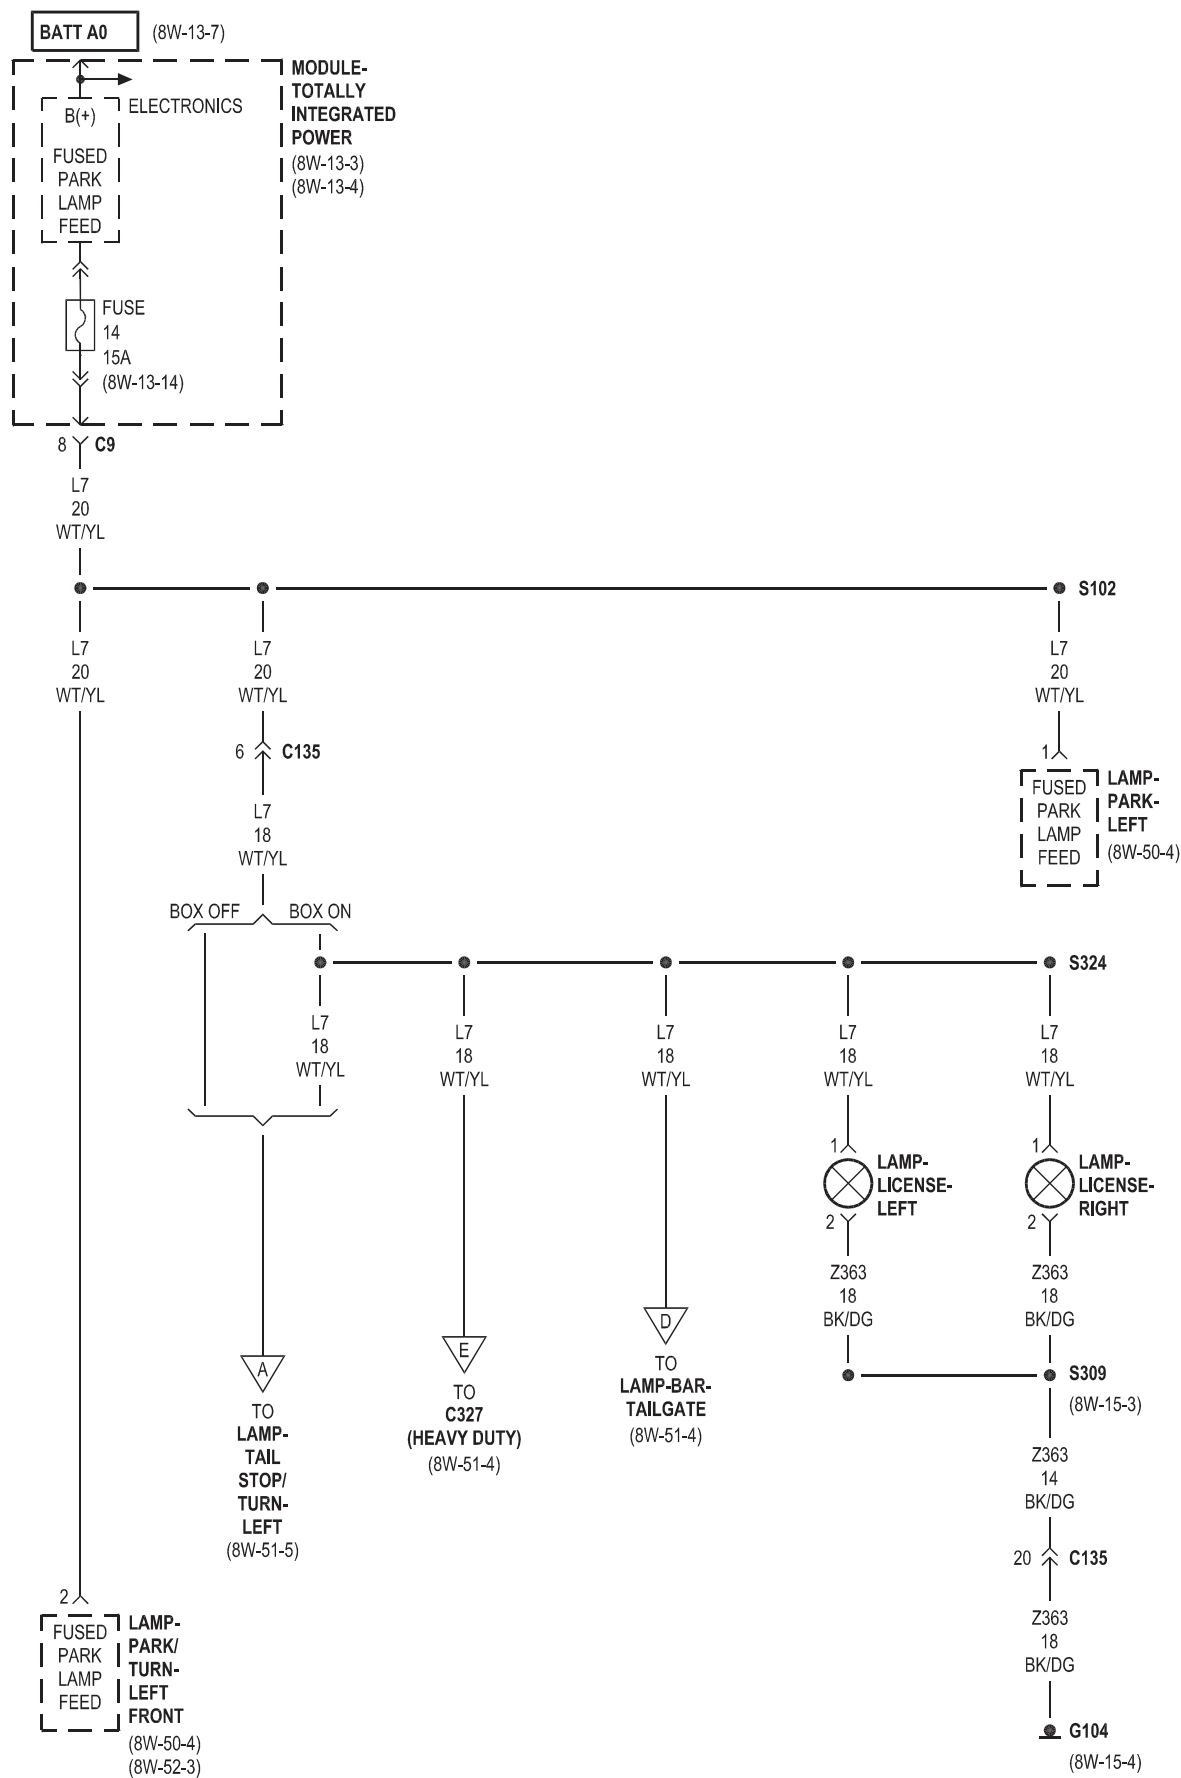 BATT A0 (8W-13-7)
MODULE-
TOTALLY
INTEGRATED
POWER
(8W-13-3)
(8W-13-4)
ELECTRONICS
B(+)
FUSED
PARK
LAMP
FEED
FUSE
14
15A
(8W-13-14)
8 C9
L7
20
WT/YL
S102
L7
20
WT/YL
L7
20
WT/YL
L7
20
WT/YL
6 C135
1
FUSED
PARK
LAMP
FEED
LAMP-
PARK-
LEFT
(8W-50-4)
L7
18
WT/YL
BOX OFF BOX ON
S324
L7
18
WT/YL
L7
18
WT/YL
L7
18
WT/YL
L7
18
WT/YL
L7
18
WT/YL
1
LAMP-
LICENSE-
LEFT
2
1
LAMP-
LICENSE-
RIGHT
2
Z363
18
BK/DG
Z363
18
BK/DG
A
TO
LAMP-
TAIL
STOP/
TURN-
LEFT
(8W-51-5)
E
TO
C327
(HEAVY DUTY)
(8W-51-4)
D
TO
LAMP-BAR-
TAILGATE
(8W-51-4)
S309
(8W-15-3)
Z363
14
BK/DG
20 C135
Z363
18
BK/DG
G104
(8W-15-4)
2
FUSED
PARK
LAMP
FEED
LAMP-
PARK/
TURN-
LEFT
FRONT
(8W-50-4)
(8W-52-3)